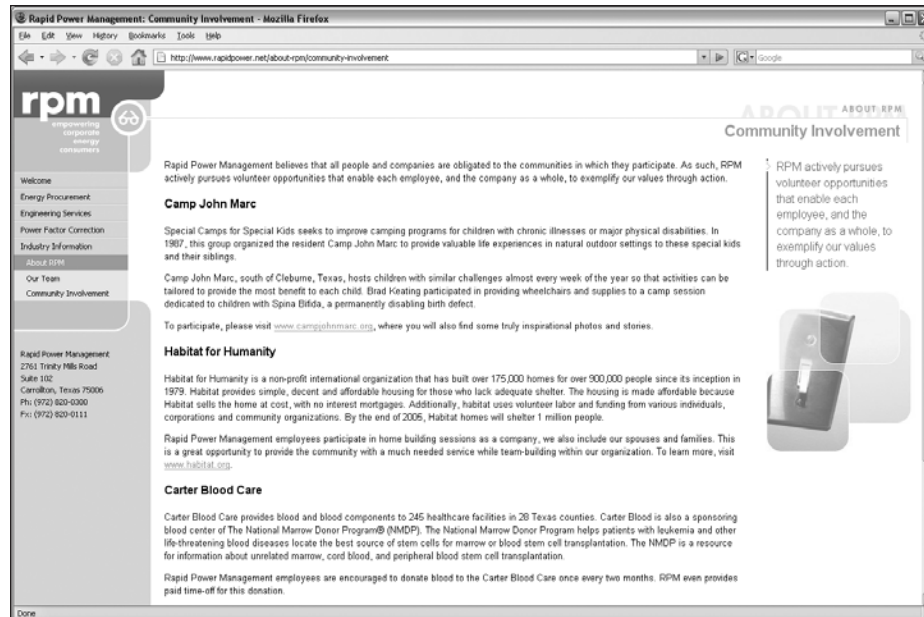 Rapid Power Management: Community Involvement - Mozilla Firefox
File Edit View History Bookmarks Tools Help
http://www.rapidpower.net/about-rpm/community-involvement
Google
rpm
empowering
corporate
energy
consumers
ABOUT RPM
ABOUT RPM
Community Involvement
Welcome
Energy Procurement
Engineering Services
Power Factor Correction
Industry Information
About RPM
Our Team
Community Involvement
Rapid Power Management
2761 Trinity Mills Road
Suite 102
Carrollton, Texas 75006
Ph: (972) 820-0300
Fx: (972) 820-0111
Rapid Power Management believes that all people and companies are obligated to the communities in which they participate. As such, RPM
actively pursues volunteer opportunities that enable each employee, and the company as a whole, to exemplify our values through action.
Camp John Marc
Special Camps for Special Kids seeks to improve camping programs for children with chronic illnesses or major physical disabilities. In
1987, this group organized the resident Camp John Marc to provide valuable life experiences in natural outdoor settings to these special kids
and their siblings.
Camp John Marc, south of Cleburne, Texas, hosts children with similar challenges almost every week of the year so that activities can be
tailored to provide the most benefit to each child. Brad Keating participated in providing wheelchairs and supplies to a camp session
dedicated to children with Spina Bifida, a permanently disabling birth defect.
To participate, please visit www.campjohnmarc.org, where you will also find some truly inspirational photos and stories.
Habitat for Humanity
Habitat for Humanity is a non-profit international organization that has built over 175,000 homes for over 900,000 people since its inception in
1979. Habitat provides simple, decent and affordable housing for those who lack adequate shelter. The housing is made affordable because
Habitat sells the home at cost, with no interest mortgages. Additionally, habitat uses volunteer labor and funding from various individuals,
corporations and community organizations. By the end of 2005, Habitat homes will shelter 1 million people.
Rapid Power Management employees participate in home building sessions as a company, we also include our spouses and families. This
is a great opportunity to provide the community with a much needed service while team-building within our organization. To learn more, visit
www.habitat.org.
Carter Blood Care
Carter Blood Care provides blood and blood components to 245 healthcare facilities in 28 Texas counties. Carter Blood is also a sponsoring
blood center of The National Marrow Donor Program® (NMDP). The National Marrow Donor Program helps patients with leukemia and other
life-threatening blood diseases locate the best source of stem cells for marrow or blood stem cell transplantation. The NMDP is a resource
for information about unrelated marrow, cord blood, and peripheral blood stem cell transplantation.
Rapid Power Management employees are encouraged to donate blood to the Carter Blood Care once every two months. RPM even provides
paid time-off for this donation.
RPM actively pursues
volunteer opportunities
that enable each
employee, and the
company as a whole, to
exemplify our values
through action.
Done